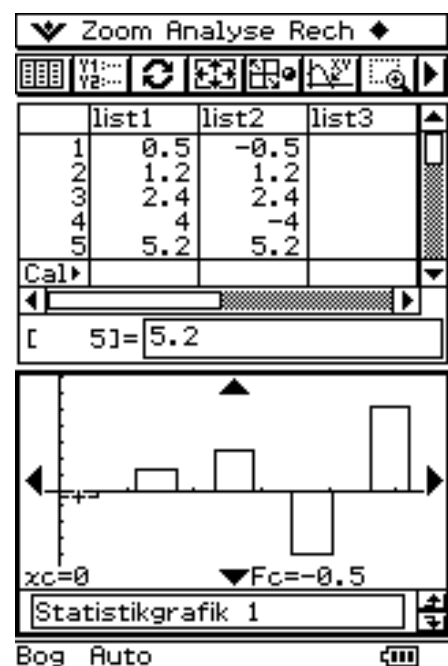 Zoom Analyse Rech ◆
Y1:
Y2:
list1 list2 list3
1 0.5 -0.5
2 1.2 1.2
3 2.4 2.4
4 4 -4
5 5.2 5.2
Cal▶
[ 5]= 5.2
xc=0 Fc=-0.5
Statistikgrafik 1
Bog Auto